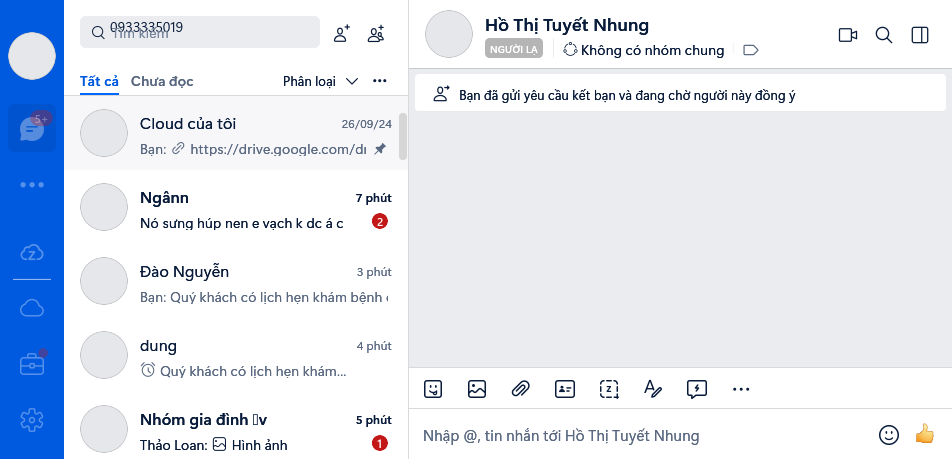 0933335019
Tìm kiếm
Tất cả
Chưa đọc
Phân loại
5+
Cloud của tôi
26/09/24
Bạn: https://drive.google.com/dr
Ngânn
7 phút
Nó sưng húp nen e vạch k dc á c
2
Đào Nguyễn
3 phút
Bạn: Quý khách có lịch hẹn khám bệnh
dung
4 phút
Quý khách có lịch hẹn khám...
Nhóm gia đình v
5 phút
Thảo Loan: Hình ảnh
1
Hồ Thị Tuyết Nhung
NGƯỜI LẠ
Không có nhóm chung
Bạn đã gửi yêu cầu kết bạn và đang chờ người này đồng ý
Nhập @, tin nhắn tới Hồ Thị Tuyết Nhung